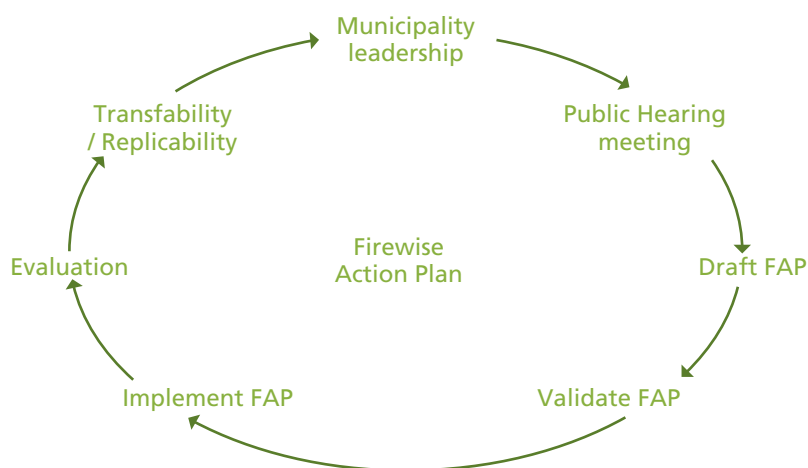 Municipality
leadership
Public Hearing
meeting
Draft FAP
Validate FAP
Implement FAP
Evaluation
Transfability
/ Replicability
Firewise
Action Plan